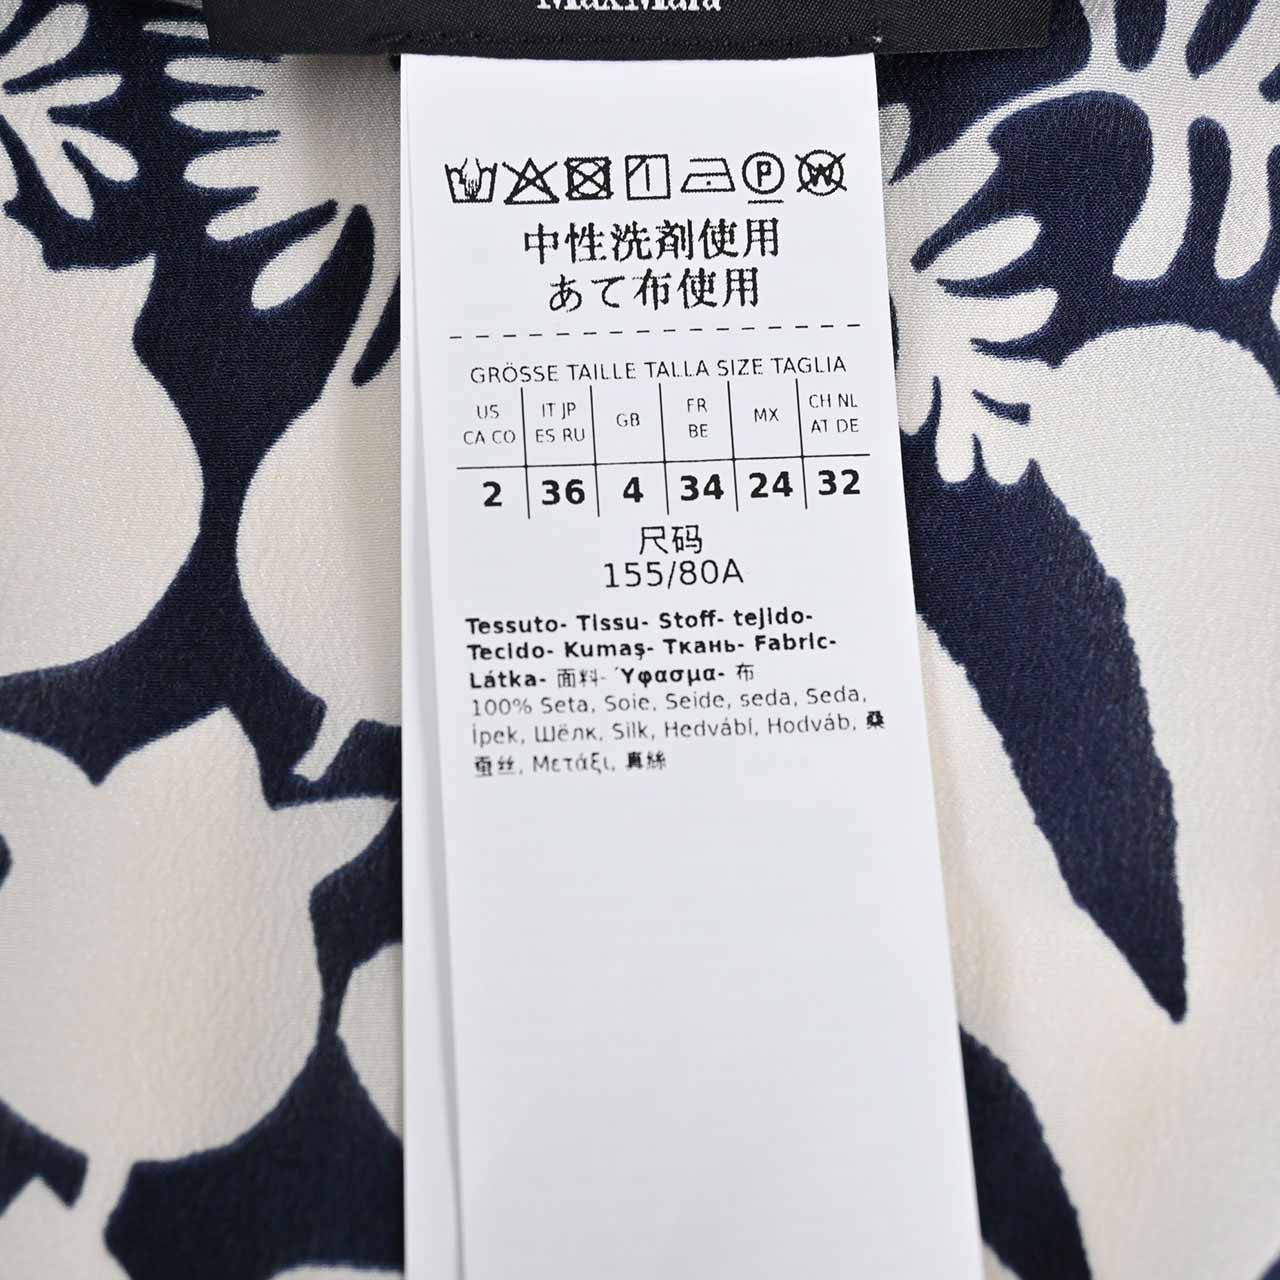 MaxMara
中性洗剤使用
あて布使用
GRÖSSE TAILLE TALLA SIZE TAGLIA
US CA CO
IT JP ES RU
GB
FR BE
MX
CH NL AT DE
2 36 4 34 24 32
尺码
155/80A
Tessuto- Tissu- Stoff- tejido-
Tecido- Kumaş- Ткань- Fabric-
Látka- 面料- Ύφασμα- 布
100% Seta, Soie, Seide, seda, Seda,
İpek, Шёлк, Silk, Hedvábí, Hodváb, 桑
蚕丝, Μετάξι, 真絲